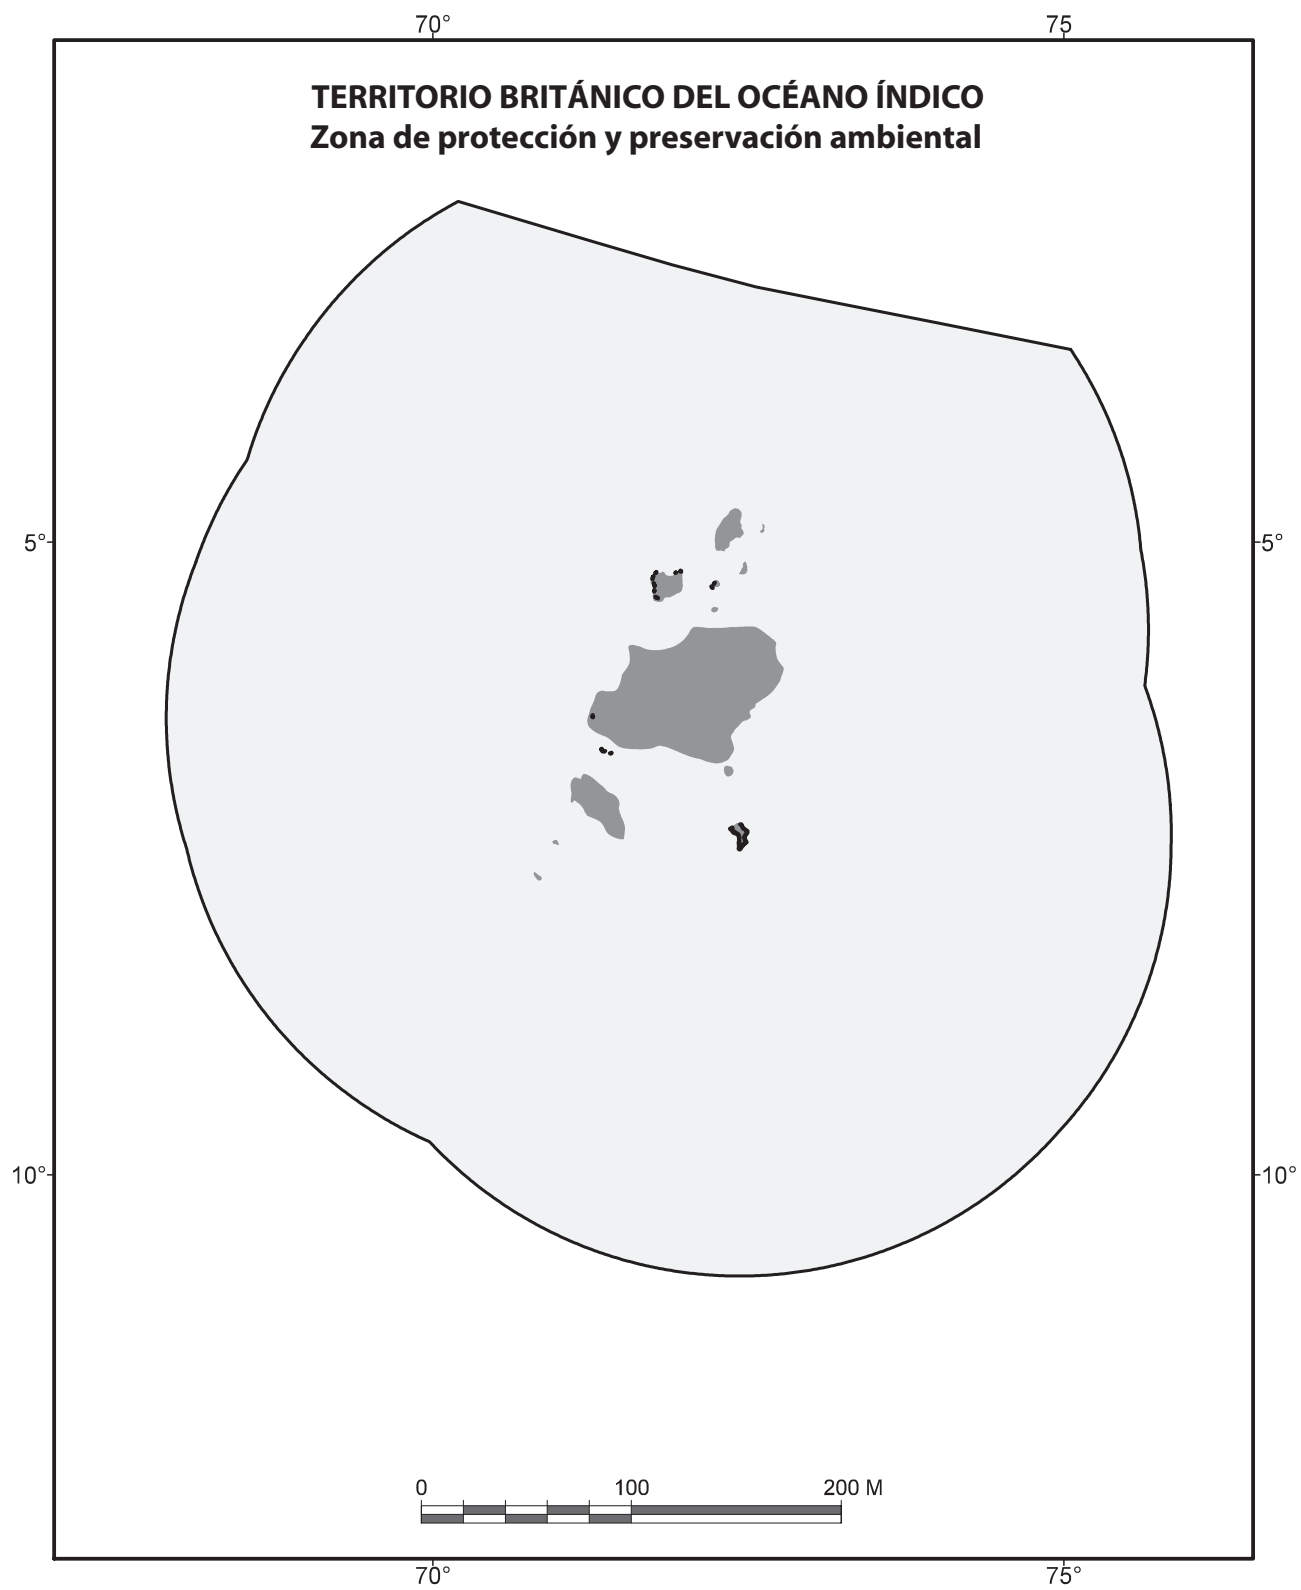 70° 75
TERRITORIO BRITÁNICO DEL OCÉANO ÍNDICO
Zona de protección y preservación ambiental
5° 5°
10° 10°
0 100 200 M
70° 75°